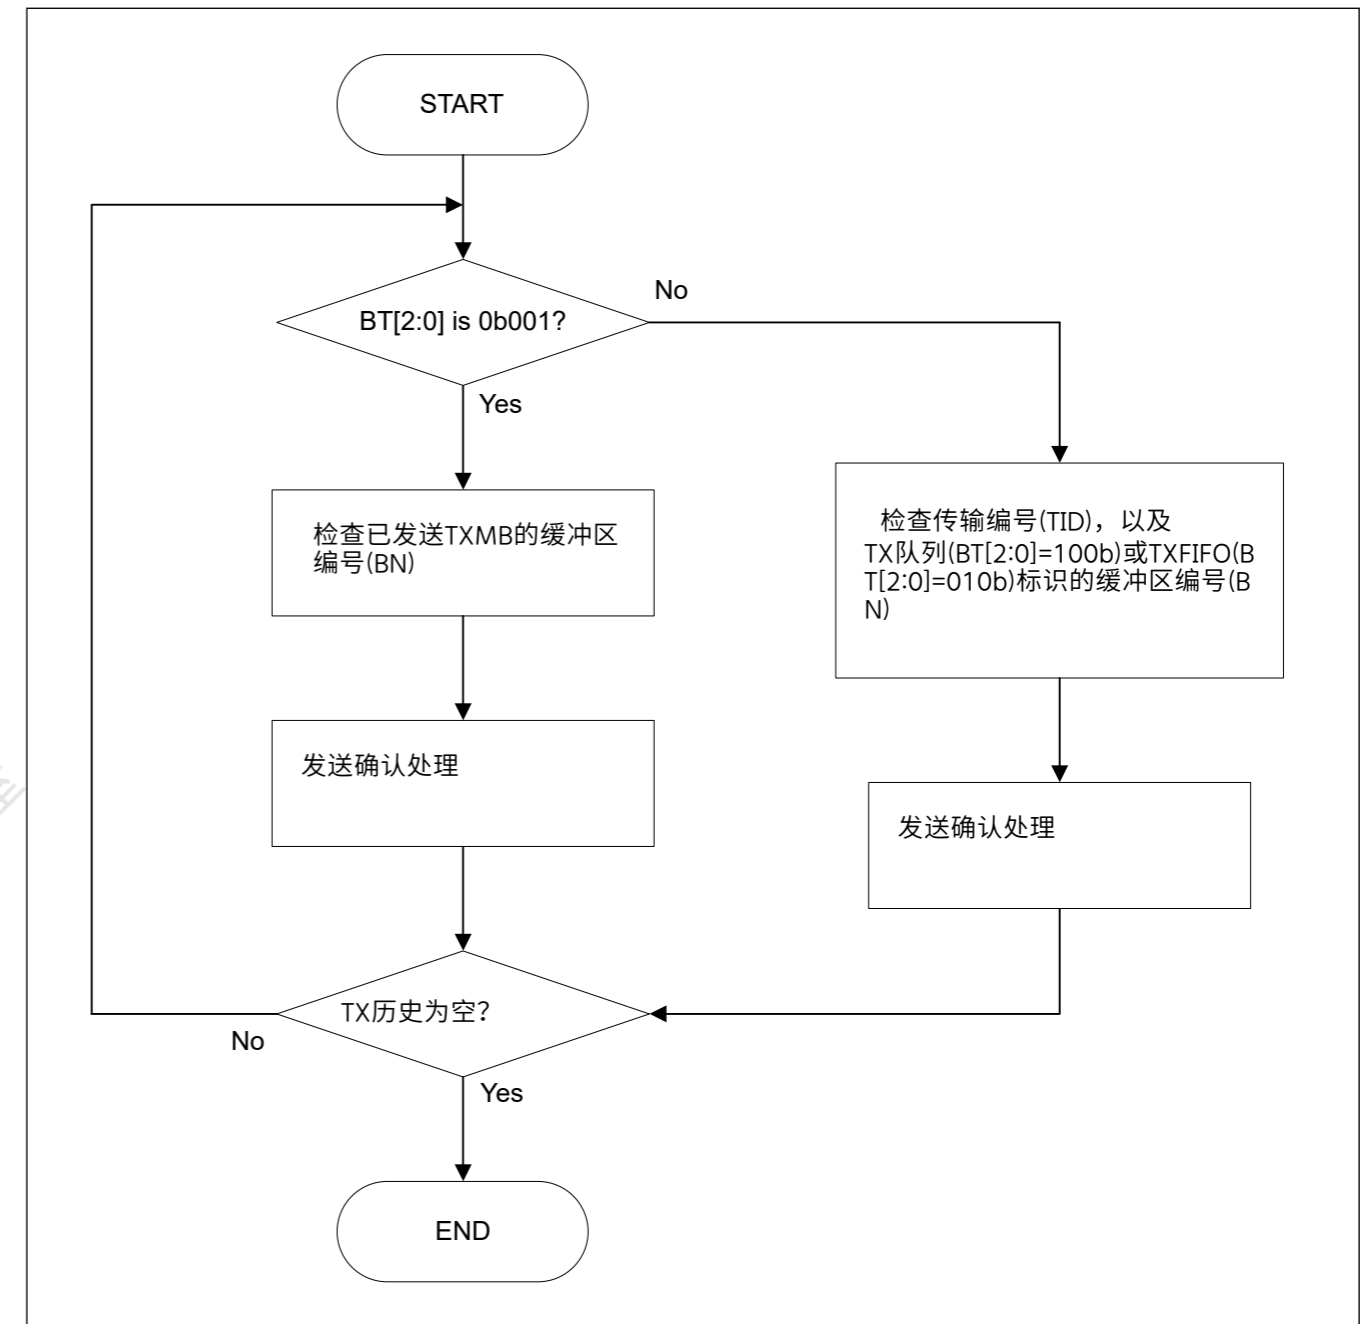 START
BT[2:0] is 0b001?
No
Yes
检查已发送TXMB的缓冲区
编号(BN)
检查传输编号(TID)，以及
TX队列(BT[2:0]=100b)或TXFIFO(B
T[2:0]=010b)标识的缓冲区编号(B
N)
发送确认处理
发送确认处理
TX历史为空？
No
Yes
END